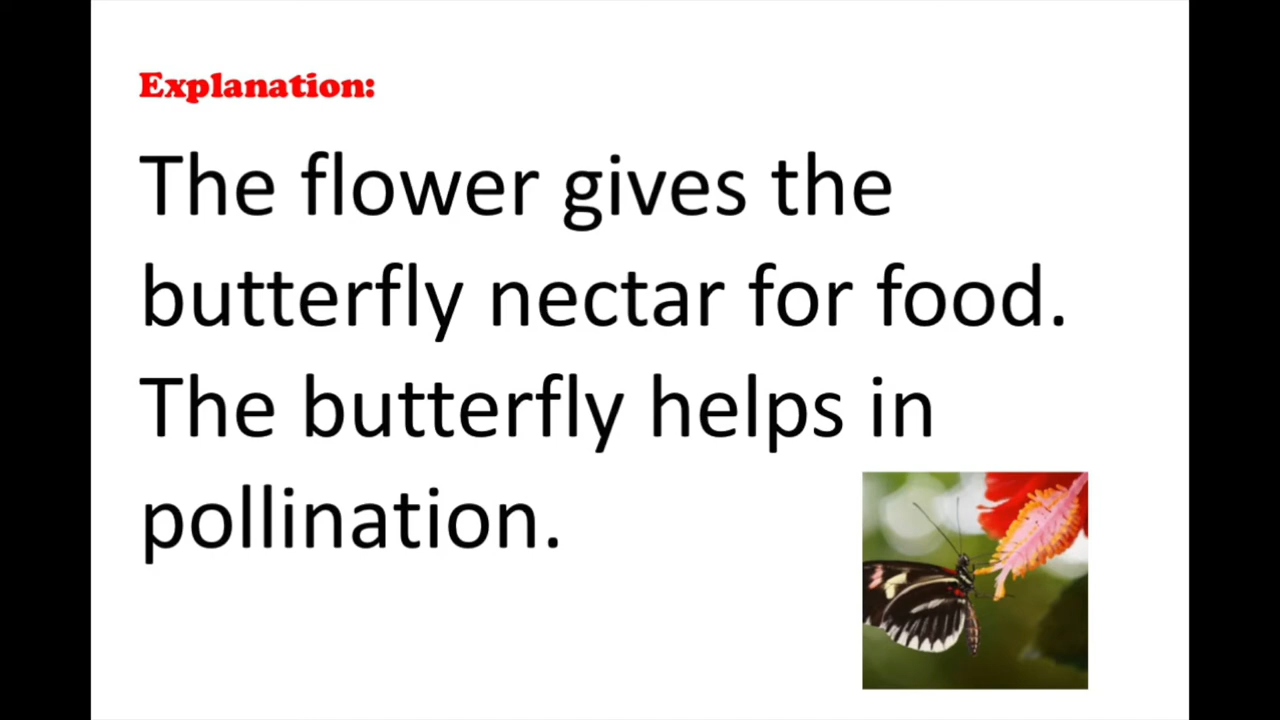 Explanation:
The flower gives the
butterfly nectar for food.
The butterfly helps in
pollination.